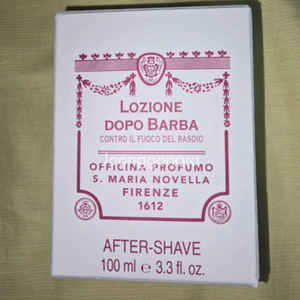 LOZIONE
DOPO BARBA
CONTRO IL FUOCO DEL RASOIO
Joonggonara
OFFICINA PROFUMO
S. MARIA NOVELLA
FIRENZE
1612
AFTER-SHAVE
100 ml ℮ 3.3 fl. oz.